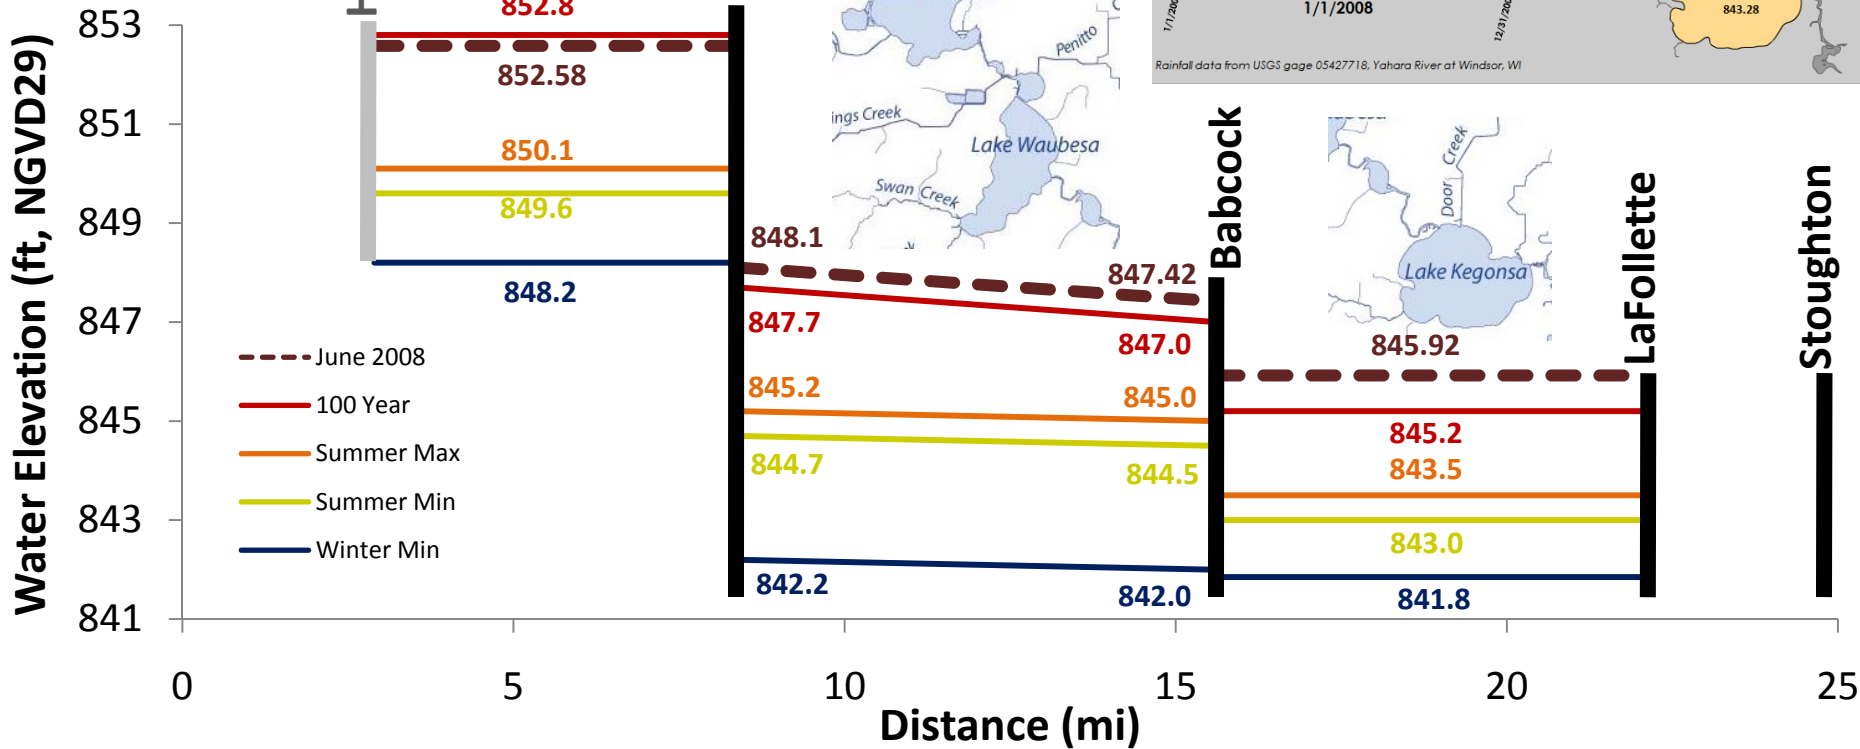 Water Elevation (ft, NGVD29)
853
851
849
847
845
843
841
852.8
852.58
850.1
849.6
848.2
June 2008
100 Year
Summer Max
Summer Min
Winter Min
Penitto
ings Creek
Lake Waubesa
Swan Creek
1/1/2008
843.28
Rainfall data from USGS gage 05427718, Yahara River at Windsor, WI
848.1
847.42
847.7
847.0
845.2
845.0
844.7
844.5
842.2
842.0
Babcock
Door Creek
Lake Kegonsa
845.92
845.2
843.5
843.0
841.8
LaFollette
Stoughton
0 5 10 15 20 25
Distance (mi)